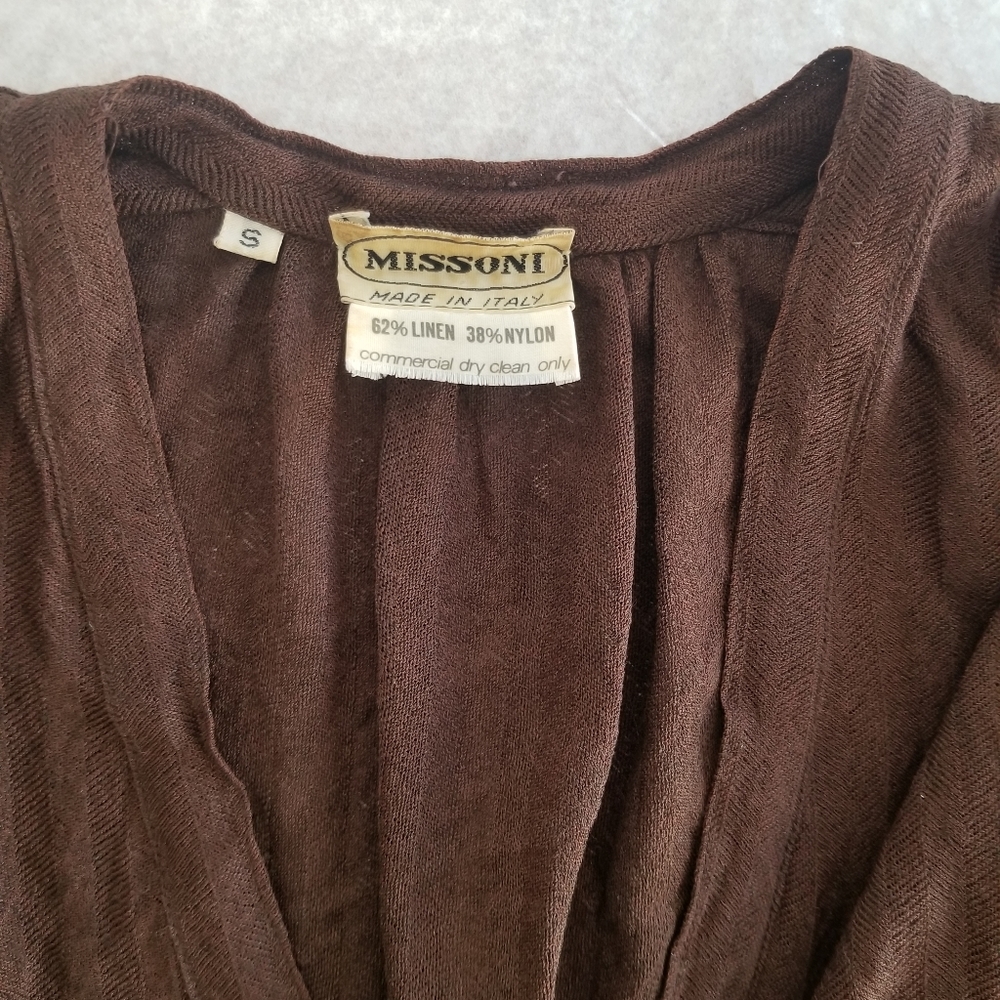 S
MISSONI
MADE IN ITALY
62% LINEN 38% NYLON
commercial dry clean only